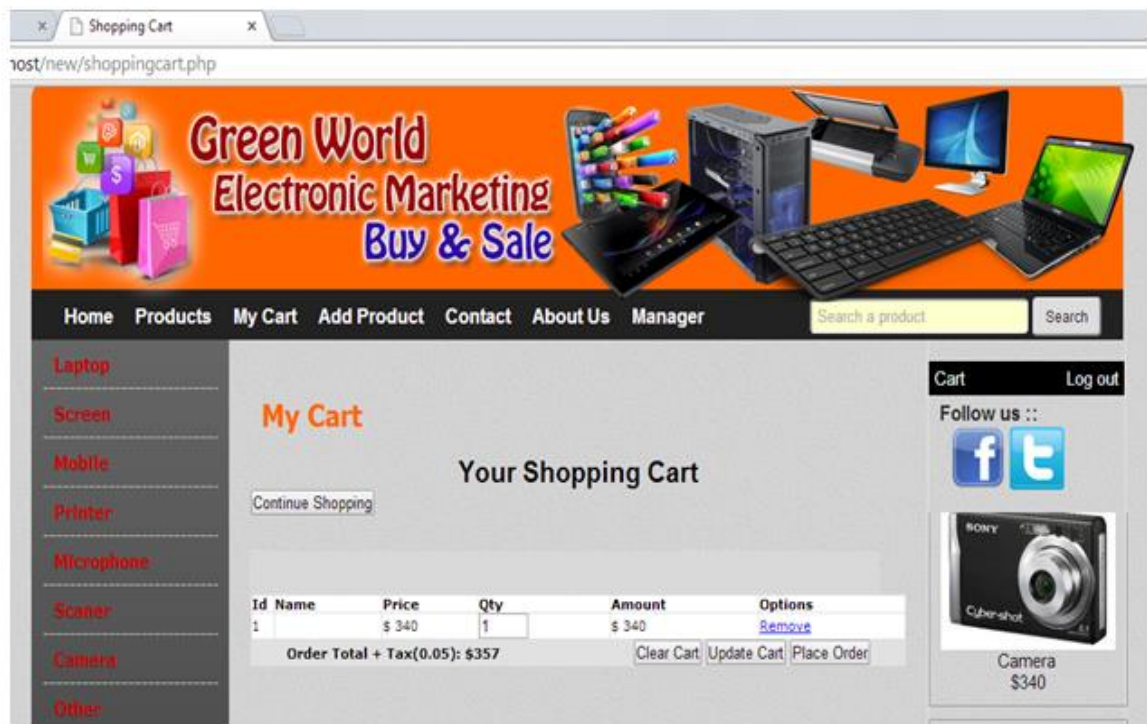 Shopping Cart
host/new/shoppingcart.php
Green World
Electronic Marketing
Buy & Sale
Home Products My Cart Add Product Contact About Us Manager
Search a product Search
Laptop
Screen
Mobile
Printer
Microphone
Scaner
Camera
Other
My Cart
Your Shopping Cart
Continue Shopping
Id Name Price Qty Amount Options
1 $ 340 1 $ 340 Remove
Order Total + Tax(0.05): $357 Clear Cart Update Cart Place Order
Cart Log out
Follow us ::
SONY
Cyber-shot
Camera
$340